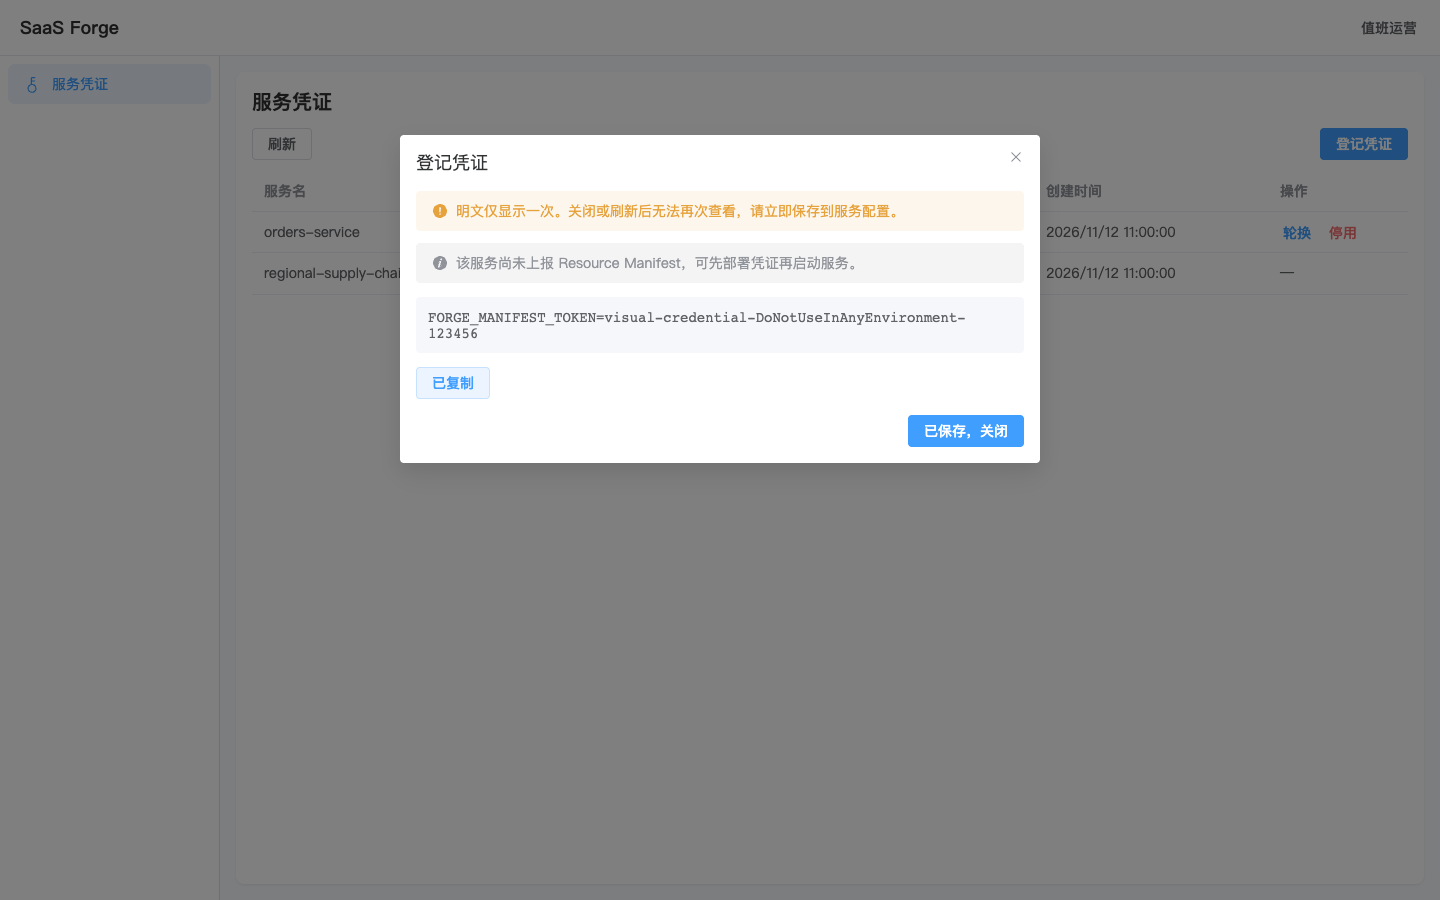 SaaS Forge
值班运营
服务凭证
服务凭证
刷新
登记凭证
服务名
创建时间
操作
orders-service
2026/11/12 11:00:00
轮换
停用
regional-supply-chai
2026/11/12 11:00:00
—
登记凭证
明文仅显示一次。关闭或刷新后无法再次查看，请立即保存到服务配置。
该服务尚未上报 Resource Manifest，可先部署凭证再启动服务。
FORGE_MANIFEST_TOKEN=visual-credential-DoNotUseInAnyEnvironment-
123456
已复制
已保存，关闭